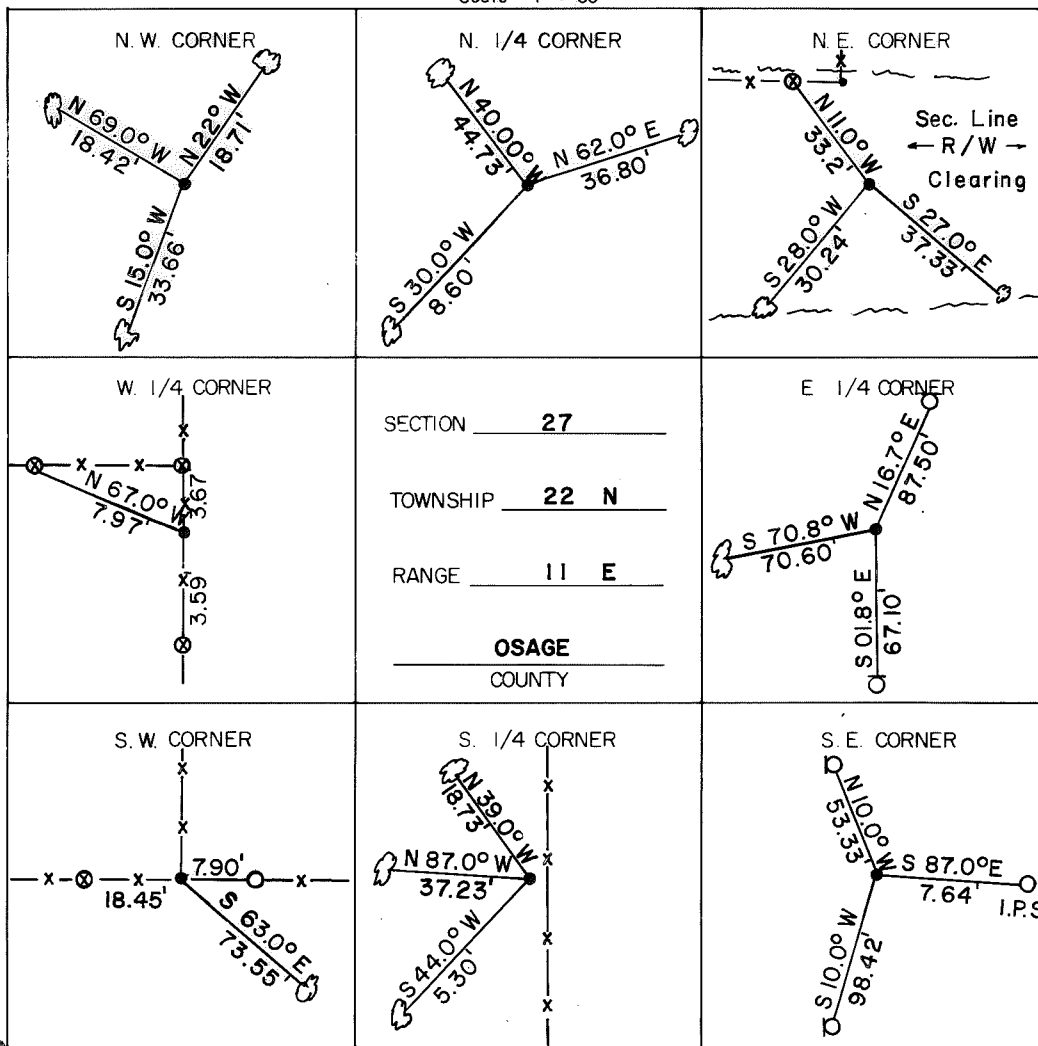 N. W. CORNER
N 69.0° W
18.42'
N 22° W
18.71'
S 15.0° W
33.66'
N. 1/4 CORNER
N 40.00° W
44.73'
N 62.0° E
36.80'
S 30.0° W
8.60'
N. E. CORNER
N 11.0° W
33.2'
Sec. Line
R/W
Clearing
S 28.0° W
30.24'
S 27.0° E
37.33'
W. 1/4 CORNER
N 67.0° W
7.97'
3.67
3.59'
SECTION 27
TOWNSHIP 22 N
RANGE 11 E
OSAGE
COUNTY
E 1/4 CORNER
N 16.7° E
87.50'
S 70.8° W
70.60'
S 01.8° E
67.10'
S. W. CORNER
7.90'
18.45'
S 63.0° E
73.55'
S. 1/4 CORNER
N 39.0° W
18.73'
N 87.0° W
37.23'
S 44.0° W
5.30'
S. E. CORNER
N 10.0° W
53.33'
S 87.0° E
7.64'
I.P.S
S 10.0° W
98.42'